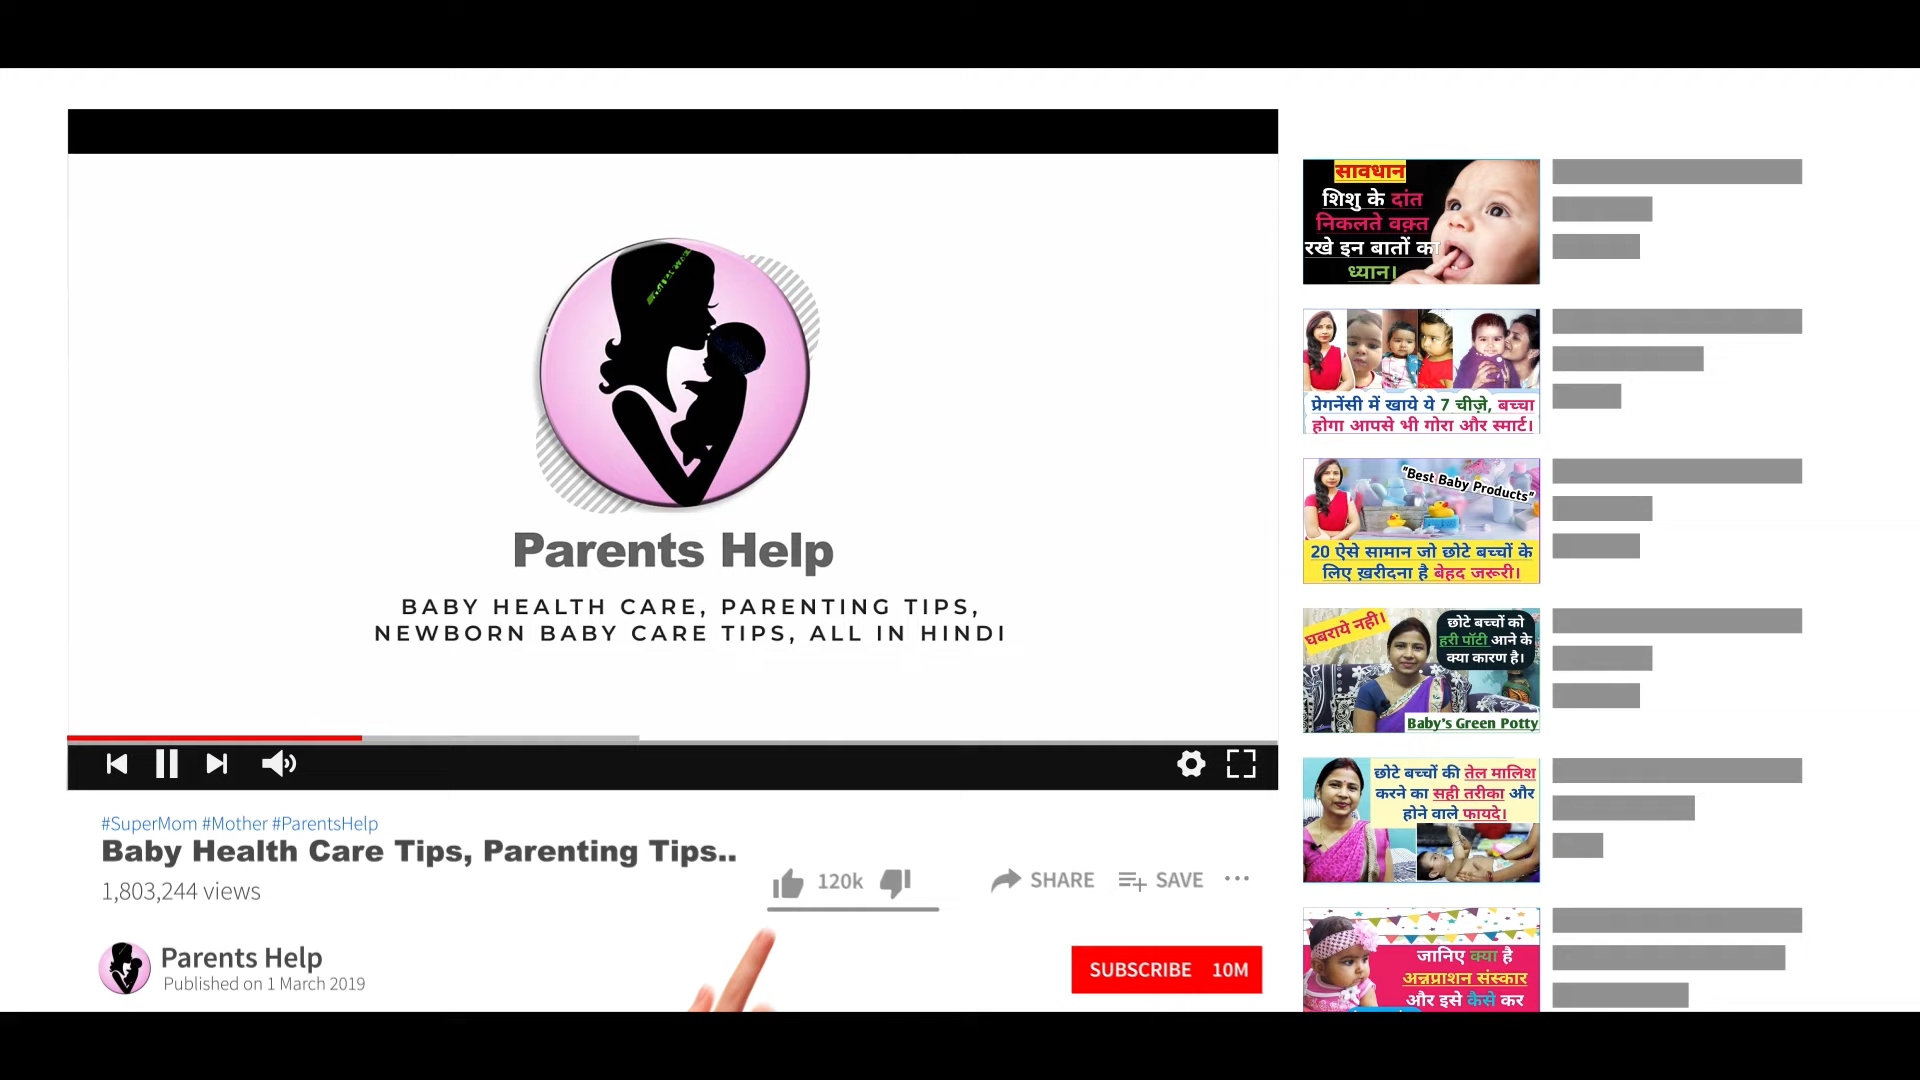 Parents Help
BABY HEALTH CARE, PARENTING TIPS,
NEWBORN BABY CARE TIPS, ALL IN HINDI
#SuperMom #Mother #ParentsHelp
Baby Health Care Tips, Parenting Tips..
1,803,244 views
120k
SHARE
SAVE
Parents Help
Published on 1 March 2019
SUBSCRIBE 10M
सावधान
शिशु के दांत
निकलते वक़्त
रखे इन बातों का
ध्यान।
प्रेगनेंसी में खाये ये 7 चीज़े, बच्चा
होगा आपसे भी गोरा और स्मार्ट।
"Best Baby Products"
20 ऐसे सामान जो छोटे बच्चों के
लिए ख़रीदना है बेहद जरूरी।
घबराये नही।
छोटे बच्चों को
हरी पॉटी आने के
क्या कारण है।
Baby's Green Potty
छोटे बच्चों की तेल मालिश
करने का सही तरीका और
होने वाले फायदे।
जानिए क्या है
अन्नप्राशन संस्कार
और इसे कैसे कर